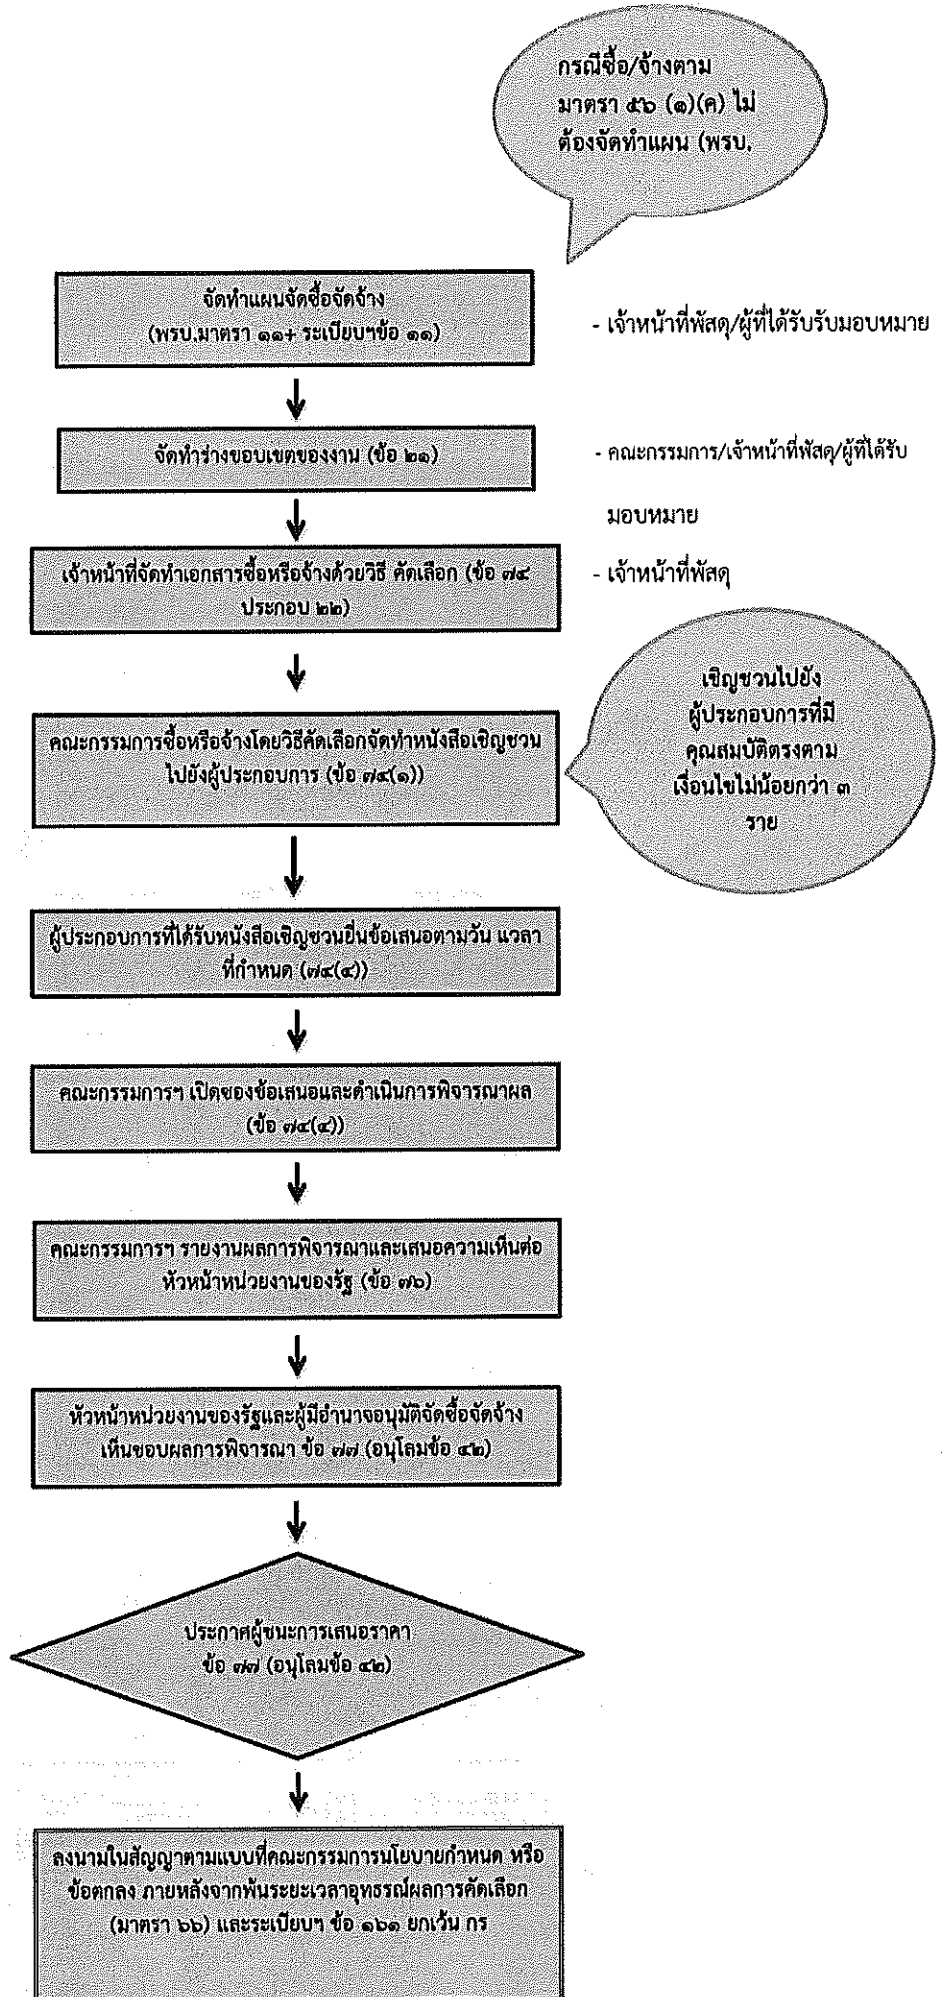 กรณีซื้อ/จ้างตาม
มาตรา ๕๖ (๑)(ค) ไม่
ต้องจัดทำแผน (พรบ.
จัดทำแผนจัดซื้อจัดจ้าง
(พรบ.มาตรา ๑๑+ ระเบียบฯข้อ ๑๑)
- เจ้าหน้าที่พัสดุ/ผู้ที่ได้รับรับมอบหมาย
จัดทำร่างขอบเขตของงาน (ข้อ ๒๑)
- คณะกรรมการ/เจ้าหน้าที่พัสดุ/ผู้ที่ได้รับ
มอบหมาย
เจ้าหน้าที่จัดทำเอกสารซื้อหรือจ้างด้วยวิธี คัดเลือก (ข้อ ๗๔
ประกอบ ๒๒)
- เจ้าหน้าที่พัสดุ
คณะกรรมการซื้อหรือจ้างโดยวิธีคัดเลือกจัดทำหนังสือเชิญชวน
ไปยังผู้ประกอบการ (ข้อ ๗๔(๑))
เชิญชวนไปยัง
ผู้ประกอบการที่มี
คุณสมบัติตรงตาม
เงื่อนไขไม่น้อยกว่า ๓
ราย
ผู้ประกอบการที่ได้รับหนังสือเชิญชวนยื่นข้อเสนอตามวัน แวลา
ที่กำหนด (๗๔(๔))
คณะกรรมการฯ เปิดซองข้อเสนอและดำเนินการพิจารณาผล
(ข้อ ๗๔(๔))
คณะกรรมการฯ รายงานผลการพิจารณาและเสนอความเห็นต่อ
หัวหน้าหน่วยงานของรัฐ (ข้อ ๗๖)
หัวหน้าหน่วยงานของรัฐและผู้มีอำนาจอนุมัติจัดซื้อจัดจ้าง
เห็นชอบผลการพิจารณา ข้อ ๗๗ (อนุโลมข้อ ๔๒)
ประกาศผู้ชนะการเสนอราคา
ข้อ ๗๗ (อนุโลมข้อ ๔๒)
ลงนามในสัญญาตามแบบที่คณะกรรมการนโยบายกำหนด หรือ
ข้อตกลง ภายหลังจากพ้นระยะเวลาอุทธรณ์ผลการคัดเลือก
(มาตรา ๖๖) และระเบียบฯ ข้อ ๑๖๑ ยกเว้น กร